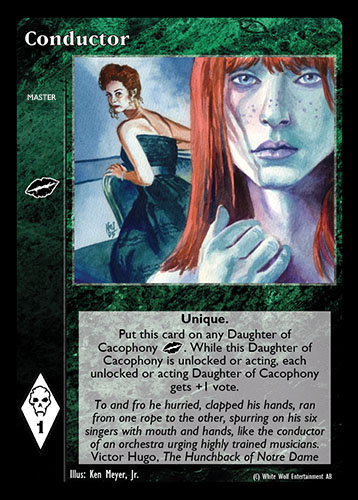 Conductor
MASTER
Unique.
Put this card on any Daughter of
Cacophony . While this Daughter of
Cacophony is unlocked or acting, each
unlocked or acting Daughter of Cacophony
gets +1 vote.
To and fro he hurried, clapped his hands, ran
from one rope to the other, spurring on his six
singers with mouth and hands, like the conductor
of an orchestra urging highly trained musicians.
Victor Hugo, The Hunchback of Notre Dame
1
Illus: Ken Meyer, Jr.
(C) White Wolf Entertainment AB